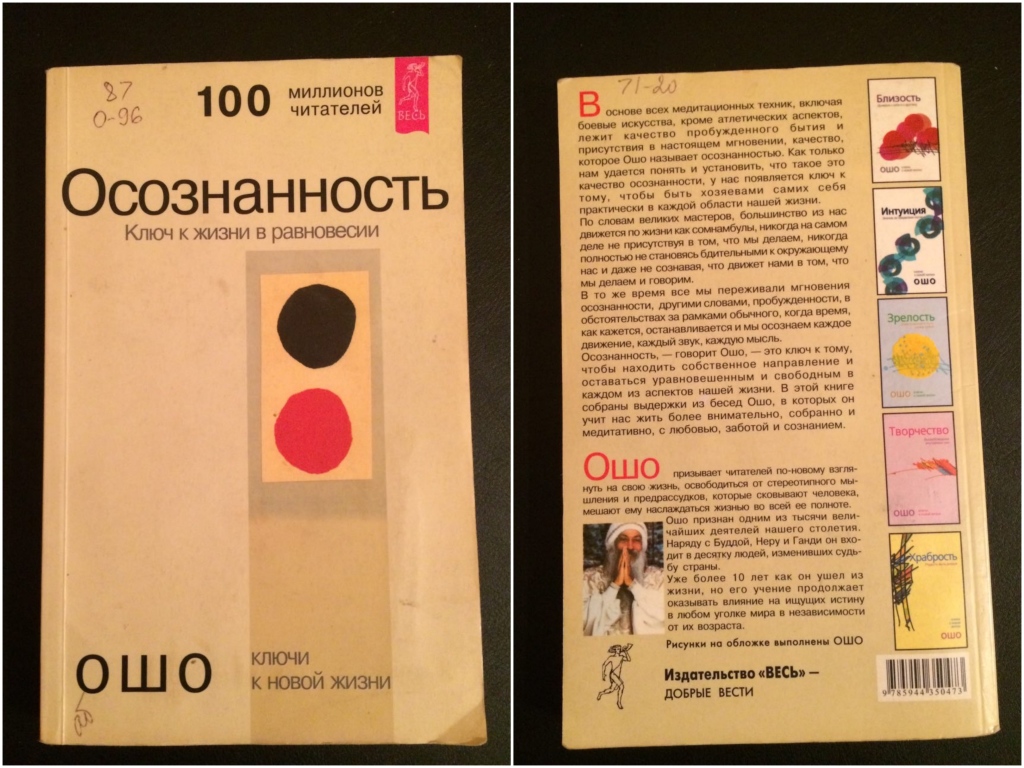 87
О-96
100 миллионов
читателей
ВЕСЬ
Осознанность
Ключ к жизни в равновесии
ОШО
КЛЮЧИ
К НОВОЙ ЖИЗНИ
71-20
В основе всех медитационных техник, включая
боевые искусства, кроме атлетических аспектов,
лежит качество пробужденного бытия и
присутствия в настоящем мгновении, качество,
которое Ошо называет осознанностью. Как только
нам удается понять и установить, что такое это
качество осознанности, у нас появляется ключ к
тому, чтобы быть хозяевами самих себя
практически в каждой области нашей жизни.
По словам великих мастеров, большинство из нас
движется по жизни как сомнамбулы, никогда на самом
деле не присутствуя в том, что мы делаем, никогда
полностью не становясь бдительными к окружающему
нас и даже не сознавая, что движет нами в том, что
мы делаем и говорим.
В то же время все мы переживали мгновения
осознанности, другими словами, пробужденности, в
обстоятельствах за рамками обычного, когда время,
как кажется, останавливается и мы осознаем каждое
движение, каждый звук, каждую мысль.
Осознанность, — говорит Ошо, — это ключ к тому,
чтобы находить собственное направление и
оставаться уравновешенным и свободным в
каждом из аспектов нашей жизни. В этой книге
собраны выдержки из бесед Ошо, в которых он
учит нас жить более внимательно, собранно и
медитативно, с любовью, заботой и сознанием.
Ошо призывает читателей по-новому взгля-
нуть на свою жизнь, освободиться от стереотипного мы-
шления и предрассудков, которые сковывают человека,
мешают ему наслаждаться жизнью во всей ее полноте.
Ошо признан одним из тысячи вели-
чайших деятелей нашего столетия.
Наряду с Буддой, Неру и Ганди он вхо-
дит в десятку людей, изменивших судь-
бу страны.
Уже более 10 лет как он ушел из
жизни, но его учение продолжает
оказывать влияние на ищущих истину
в любом уголке мира в независимости
от их возраста.
Рисунки на обложке выполнены ОШО
Издательство «ВЕСЬ» —
ДОБРЫЕ ВЕСТИ
Близость
ОШО
Интуиция
ОШО
Зрелость
ОШО
Творчество
ОШО
Храбрость
ОШО
9 785944 350473